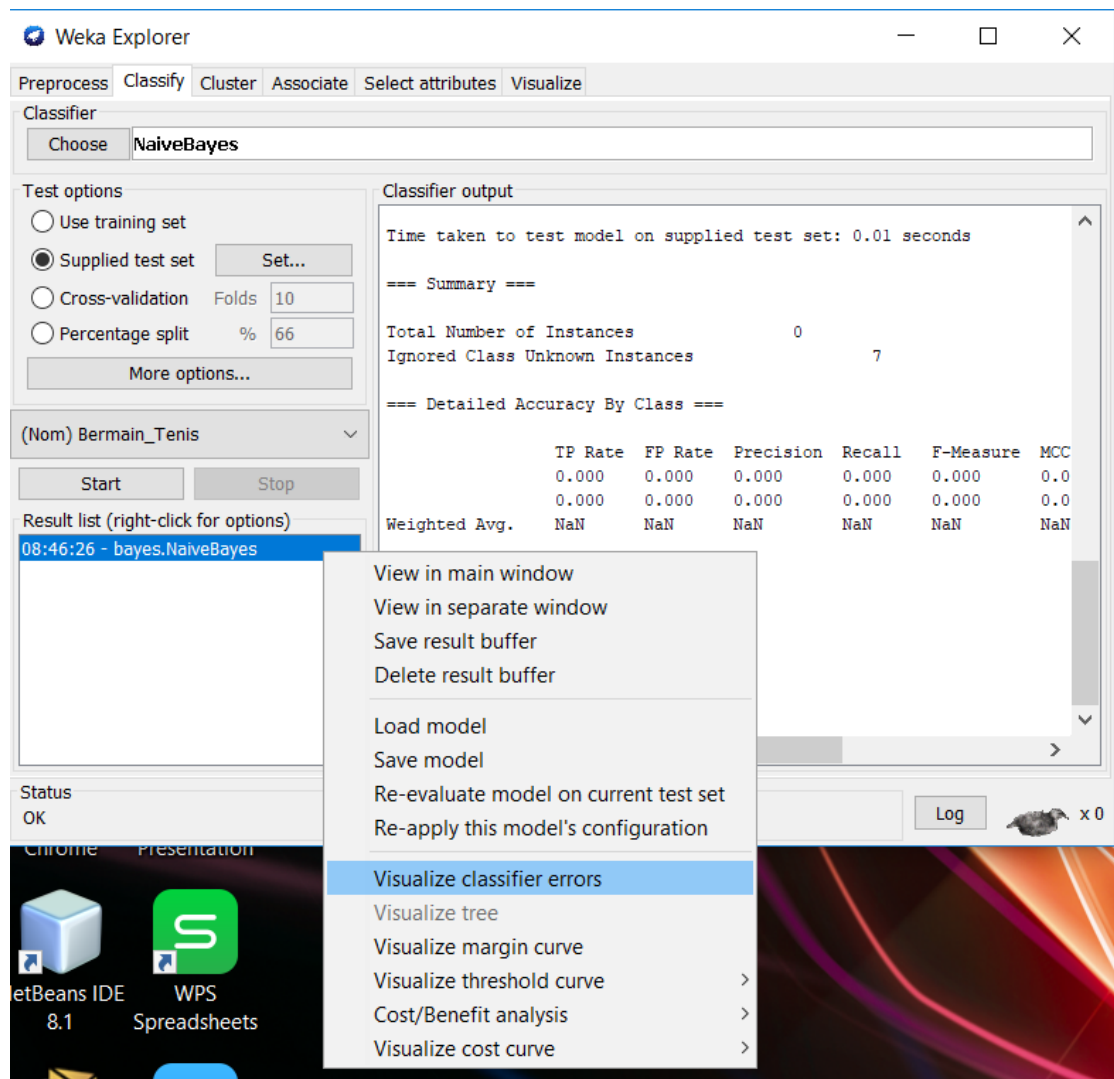 Weka Explorer
Preprocess Classify Cluster Associate Select attributes Visualize
Classifier
Choose NaiveBayes
Test options
Use training set
Supplied test set Set...
Cross-validation Folds 10
Percentage split % 66
More options...
(Nom) Bermain_Tenis
Start Stop
Result list (right-click for options)
08:46:26 - bayes.NaiveBayes
Classifier output
Time taken to test model on supplied test set: 0.01 seconds
=== Summary ===
Total Number of Instances 0
Ignored Class Unknown Instances 7
=== Detailed Accuracy By Class ===
TP Rate FP Rate Precision Recall F-Measure MCC
0.000 0.000 0.000 0.000 0.000 0.0
0.000 0.000 0.000 0.000 0.000 0.0
Weighted Avg. NaN NaN NaN NaN NaN NaN
View in main window
View in separate window
Save result buffer
Delete result buffer
Load model
Save model
Re-evaluate model on current test set
Re-apply this model's configuration
Visualize classifier errors
Visualize tree
Visualize margin curve
Visualize threshold curve
Cost/Benefit analysis
Visualize cost curve
Status
OK
Log x 0
Chrome Presentation
letBeans IDE
8.1
WPS
Spreadsheets